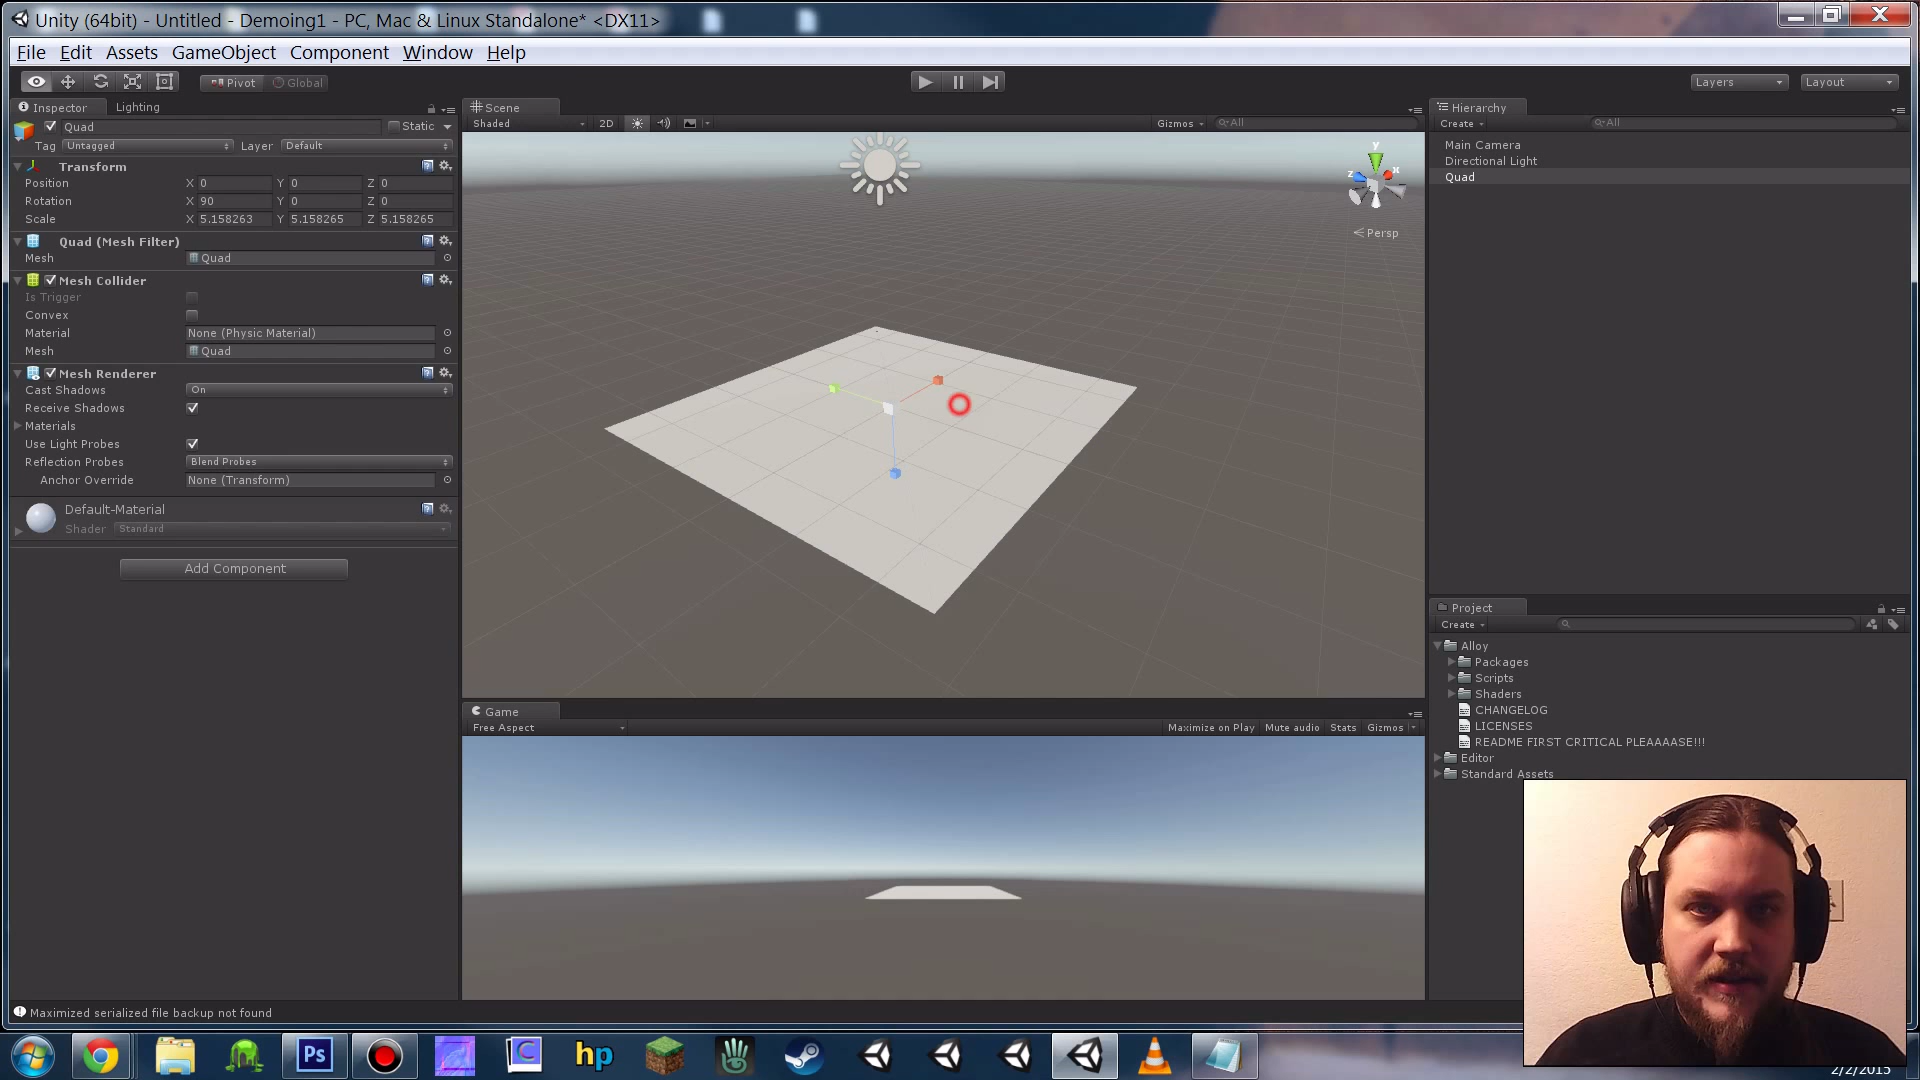 Unity (64bit) - Untitled - Demoing1 - PC, Mac & Linux Standalone* <DX11>
File Edit Assets GameObject Component Window Help
Pivot Global
Layers Layout
Inspector Lighting
Quad Static
Tag Untagged Layer Default
Transform
Position X 0 Y 0 Z 0
Rotation X 90 Y 0 Z 0
Scale X 5.158263 Y 5.158265 Z 5.158265
Quad (Mesh Filter)
Mesh Quad
Mesh Collider
Is Trigger
Convex
Material None (Physic Material)
Mesh Quad
Mesh Renderer
Cast Shadows On
Receive Shadows
Materials
Use Light Probes
Reflection Probes Blend Probes
Anchor Override None (Transform)
Default-Material
Shader Standard
Add Component
Scene
Shaded 2D Gizmos All
y
z x
Persp
Game
Free Aspect Maximize on Play Mute audio Stats Gizmos
Hierarchy
Create All
Main Camera
Directional Light
Quad
Project
Create
Alloy
Packages
Scripts
Shaders
CHANGELOG
LICENSES
README FIRST CRITICAL PLEAAAASE!!!
Editor
Standard Assets
Maximized serialized file backup not found
Ps
C
hp
2/2/2015